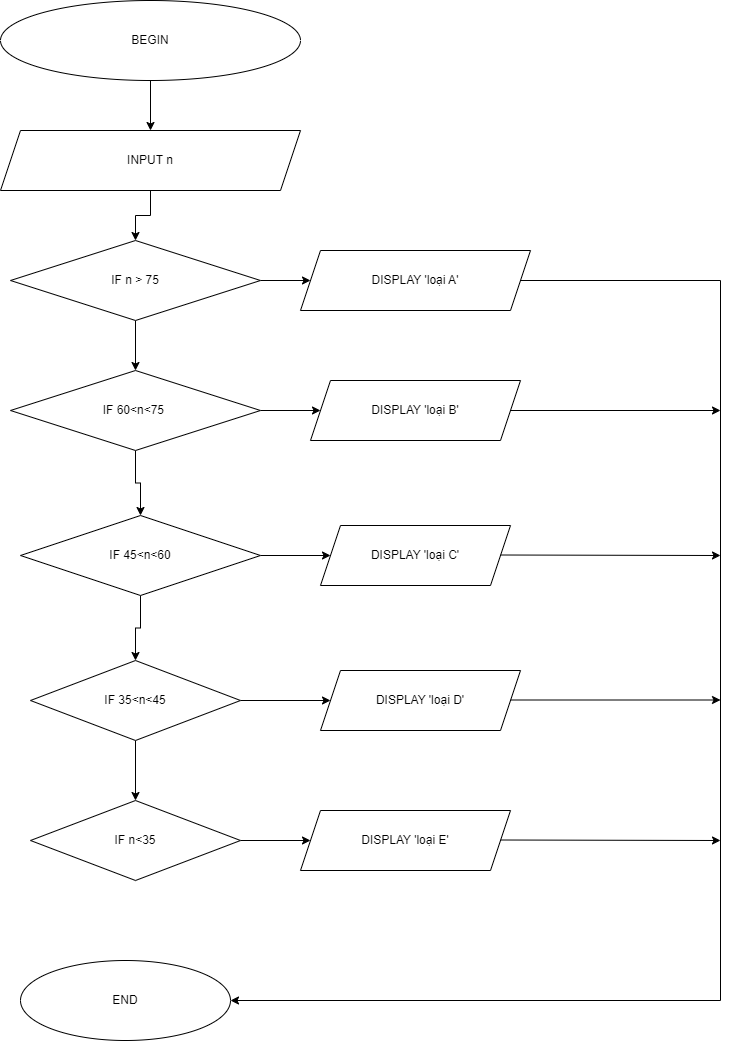 BEGIN
INPUT n
IF n > 75
DISPLAY 'loại A'
IF 60<n<75
DISPLAY 'loại B'
IF 45<n<60
DISPLAY 'loại C'
IF 35<n<45
DISPLAY 'loại D'
IF n<35
DISPLAY 'loại E'
END